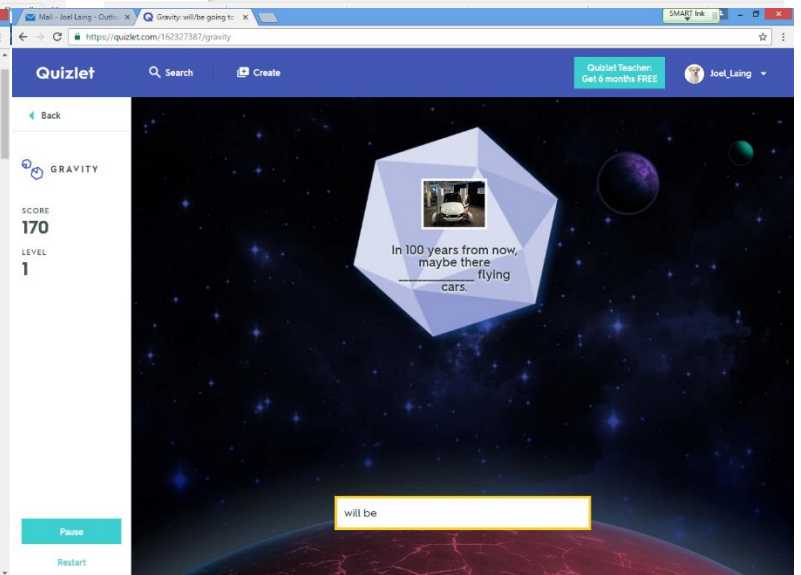 Mail - Joel Laing - Outlo
Gravity: will/be going to
SMART Ink
https://quizlet.com/162327387/gravity
Quizlet
Search
Create
Quizlet Teacher:
Get 6 months FREE
Joel_Laing
Back
GRAVITY
SCORE
170
LEVEL
1
In 100 years from now,
maybe there
______________ flying
cars.
will be
Pause
Restart